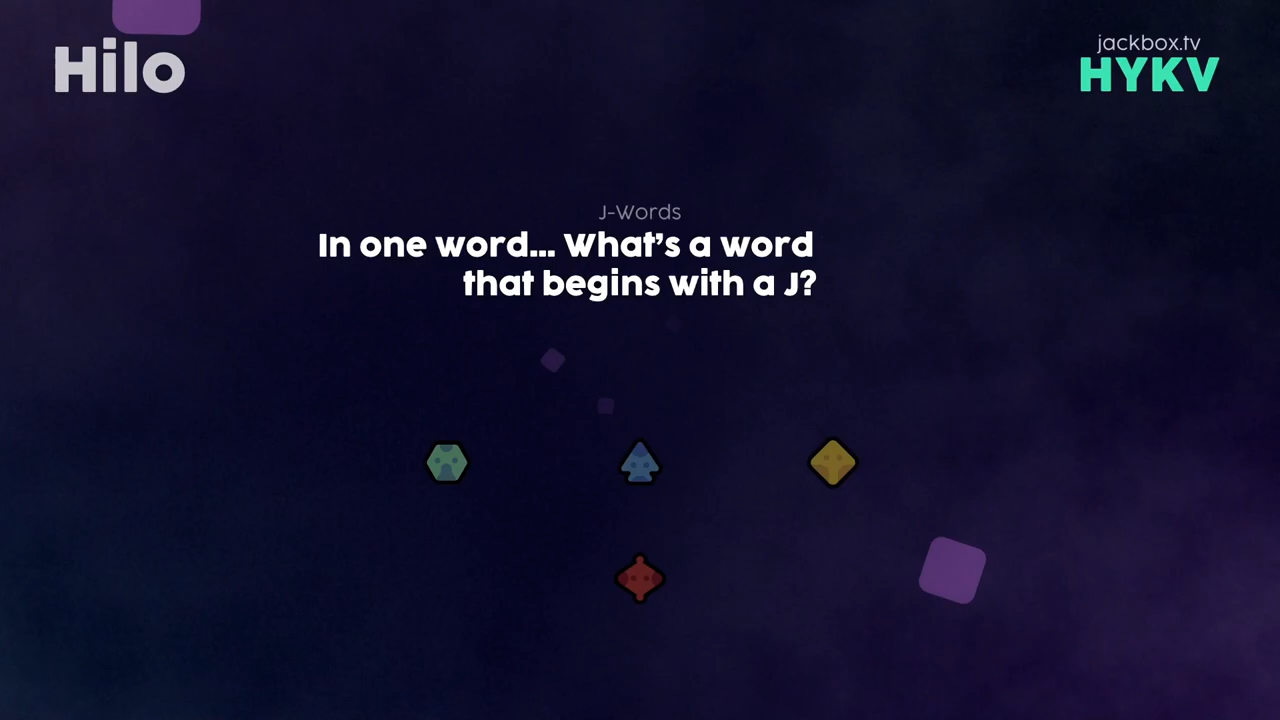 Hilo
jackbox.tv
HYKV
J-Words
In one word... What's a word
that begins with a J?